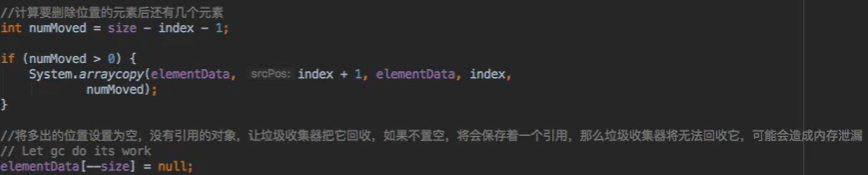 //计算要删除位置的元素后还有几个元素
int numMoved = size - index - 1;
if (numMoved > 0) {
System.arraycopy(elementData, srcPos: index + 1, elementData, index,
numMoved);
}
//将多出的位置设置为空，没有引用的对象，让垃圾收集器把它回收，如果不置空，将会保存着一个引用，那么垃圾收集器将无法回收它，可能会造成内存泄漏
// Let gc do its work
elementData[--size] = null;